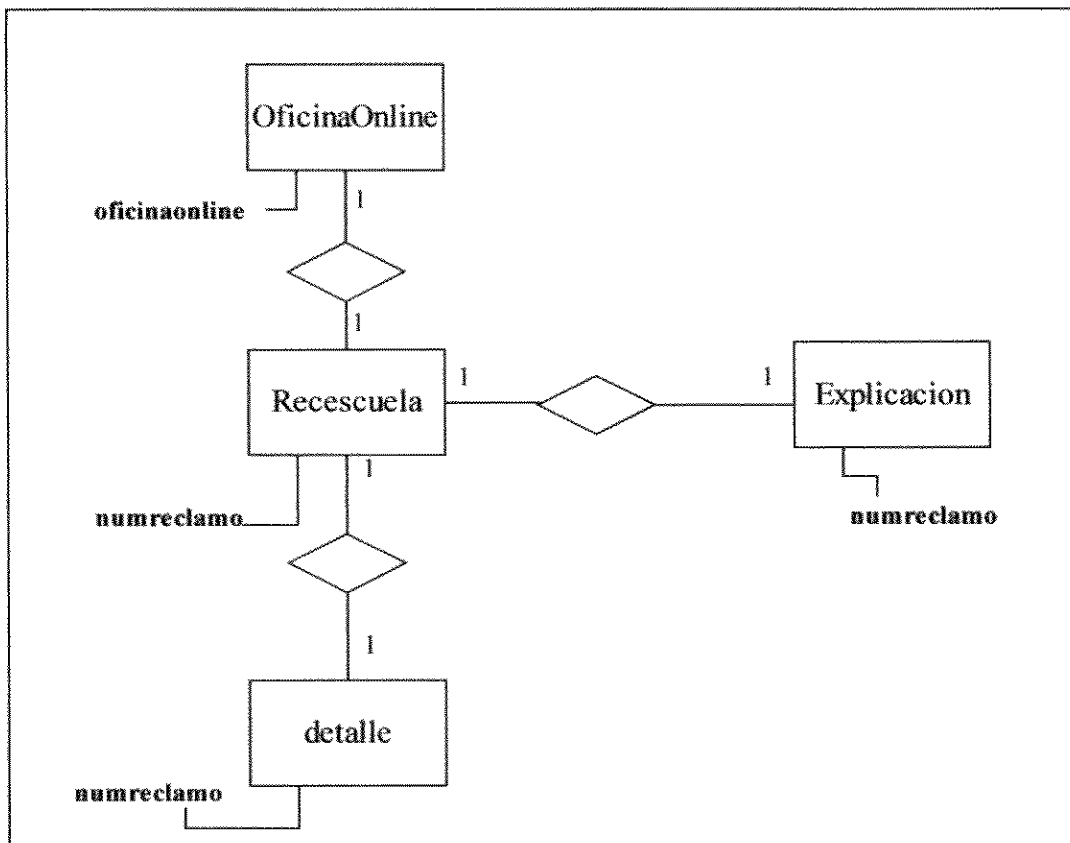 OficinaOnline
1
oficinaonline
1
Recescuela
1
1
Explicacion
1
numreclamo
numreclamo
1
detalle
numreclamo